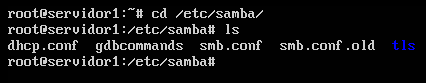 root@servidor1:~# cd /etc/samba/
root@servidor1:/etc/samba# ls
dhcp.conf  gdbcommands  smb.conf  smb.conf.old  tls
root@servidor1:/etc/samba#